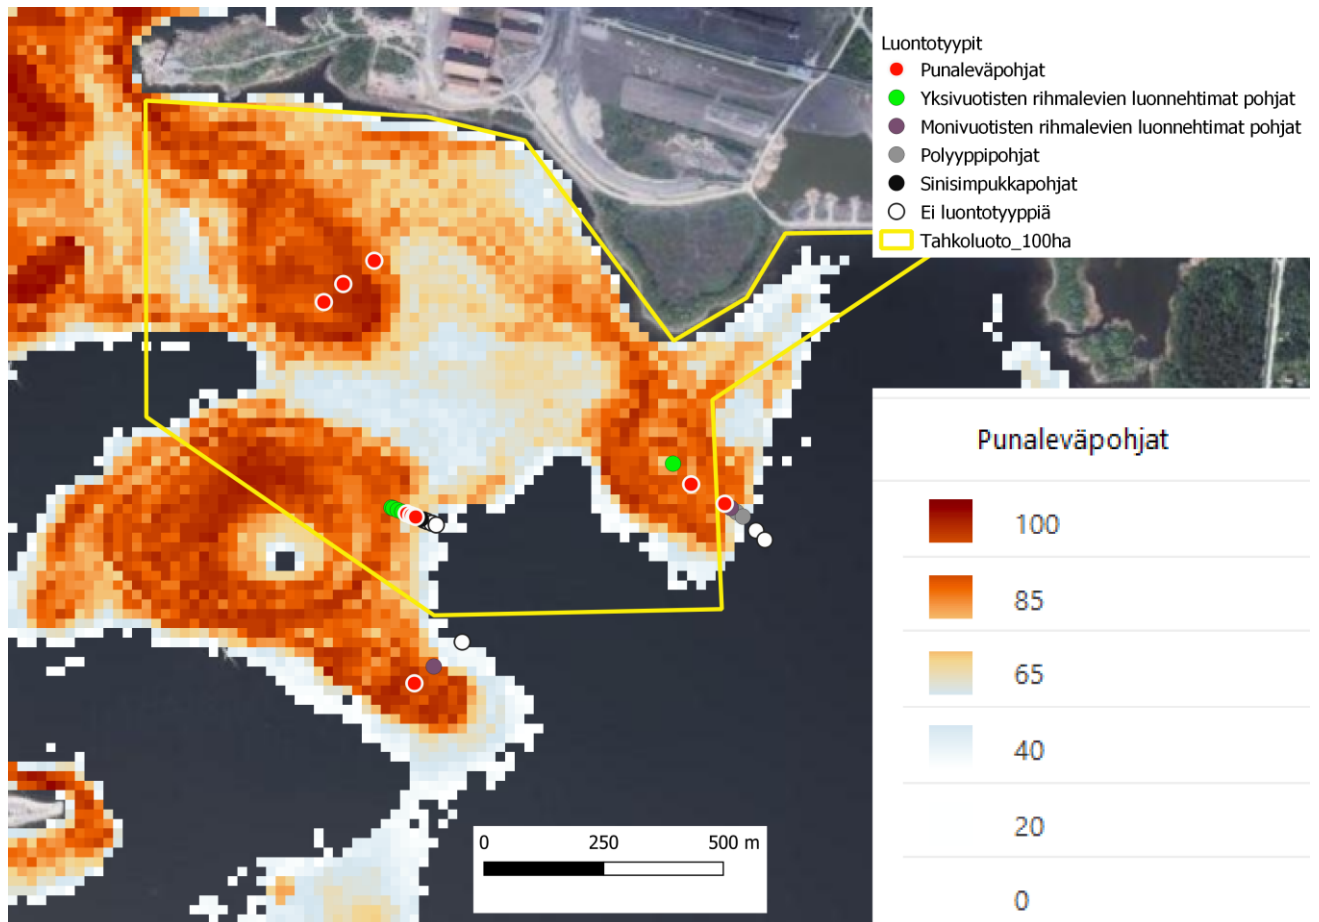 Luontotyypit
Punaleväpohjat
Yksivuotisten rihmalevien luonnehtimat pohjat
Monivuotisten rihmalevien luonnehtimat pohjat
Polyyppipohjat
Sinisimpukkapohjat
Ei luontotyyppiä
Tahkoluoto_100ha
Punaleväpohjat
100
85
65
40
20
0
0 250 500 m